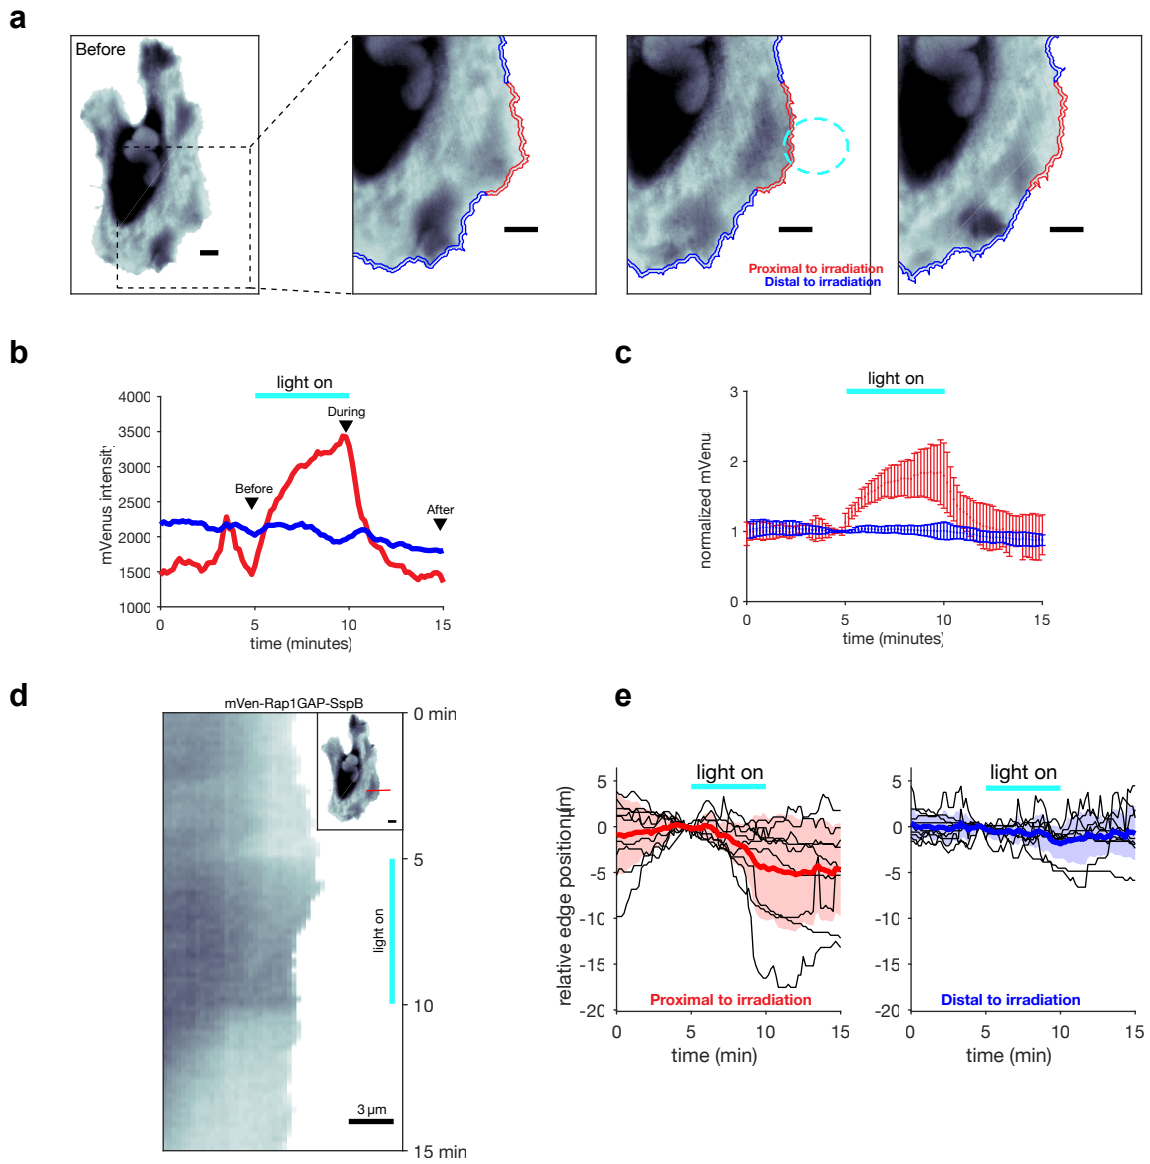 a
Before
Proximal to irradiation
Distal to irradiation
b
light on
4000
3500
3000
2500
2000
1500
1000
mVenus intensity
During
Before
After
0
5
10
15
time (minutes)
c
light on
3
2
1
0
normalized mVenu
0
5
10
15
time (minutes)
d
mVen-Rap1GAP-SspB
0 min
5
light on
10
3 µm
15 min
e
light on
5
0
-5
-10
-15
-20
relative edge position(µm)
Proximal to irradiation
0
5
10
15
time (min)
light on
5
0
-5
-10
-15
-20
Distal to irradiation
0
5
10
15
time (min)